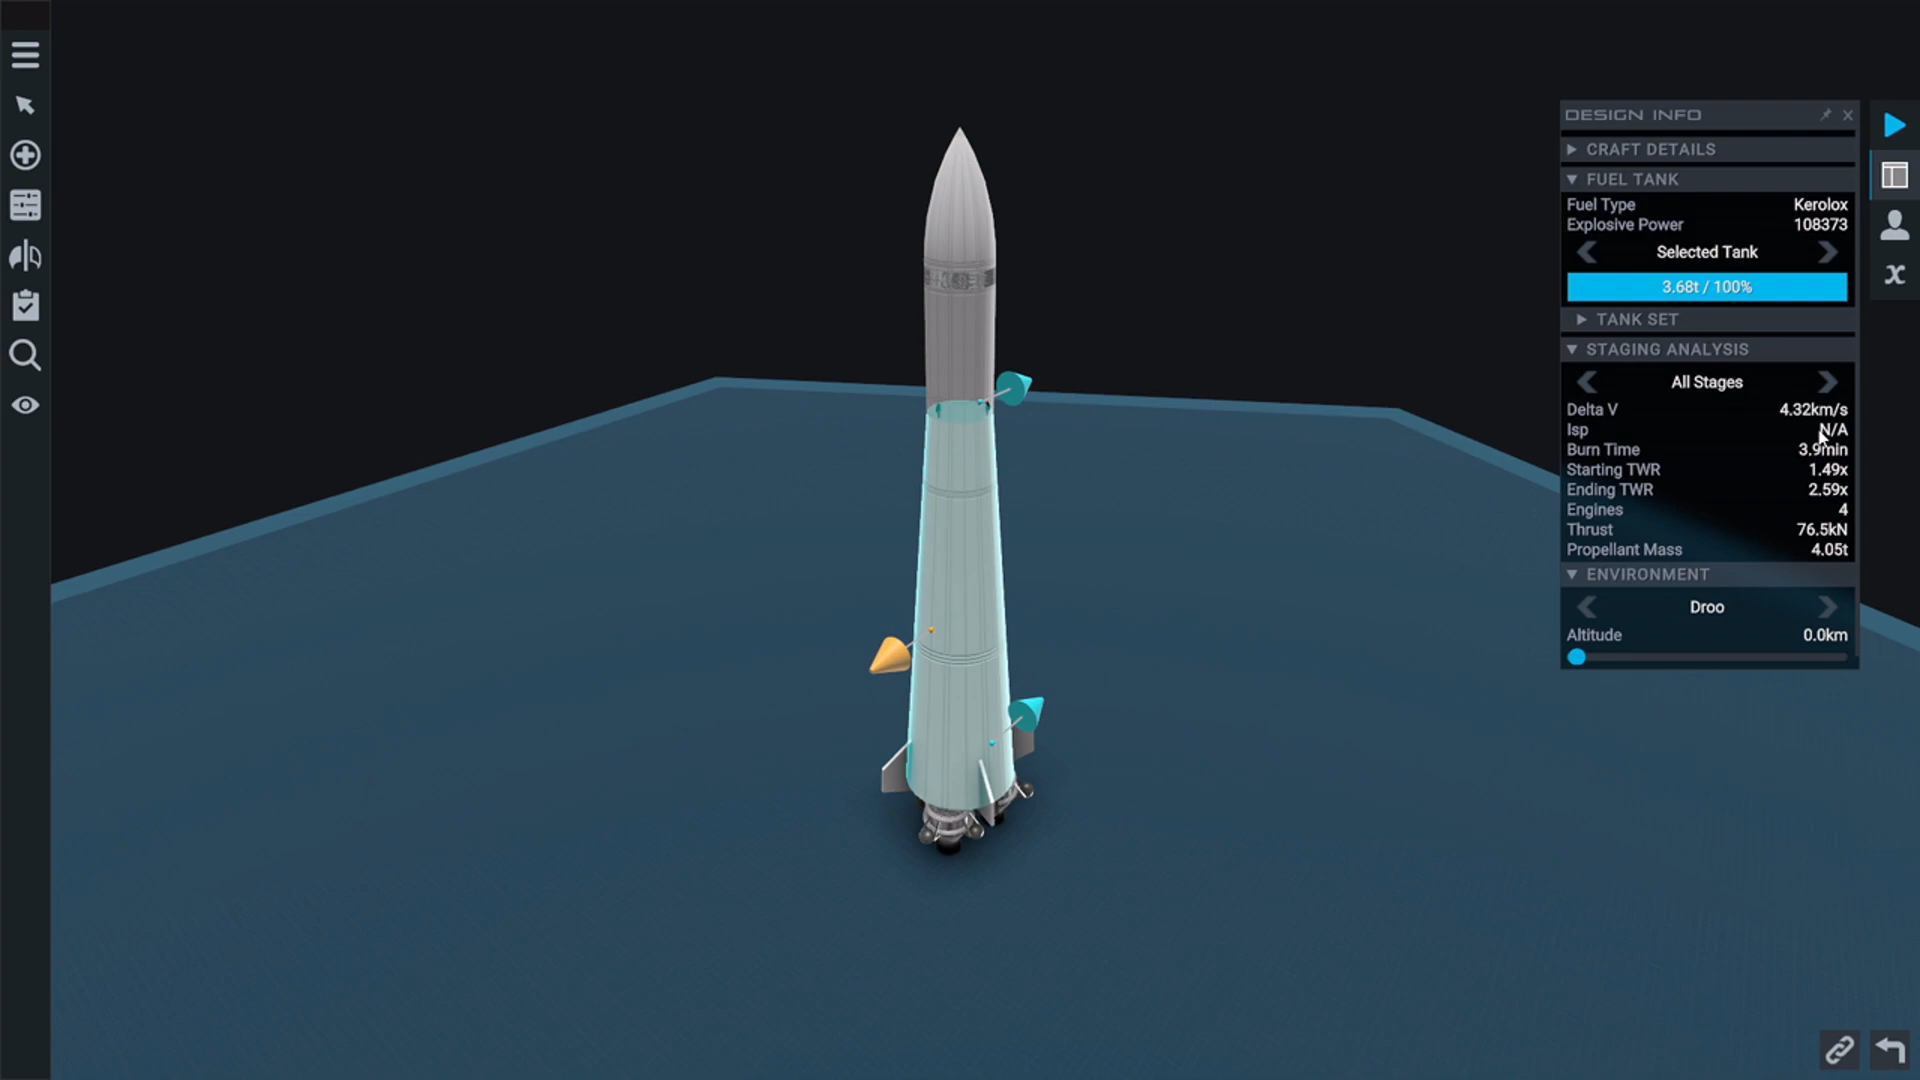 DESIGN INFO
CRAFT DETAILS
FUEL TANK
Fuel Type Kerolox
Explosive Power 108373
Selected Tank
3.68t / 100%
TANK SET
STAGING ANALYSIS
All Stages
Delta V 4.32km/s
Isp N/A
Burn Time 3.9min
Starting TWR 1.49x
Ending TWR 2.59x
Engines 4
Thrust 76.5kN
Propellant Mass 4.05t
ENVIRONMENT
Droo
Altitude 0.0km